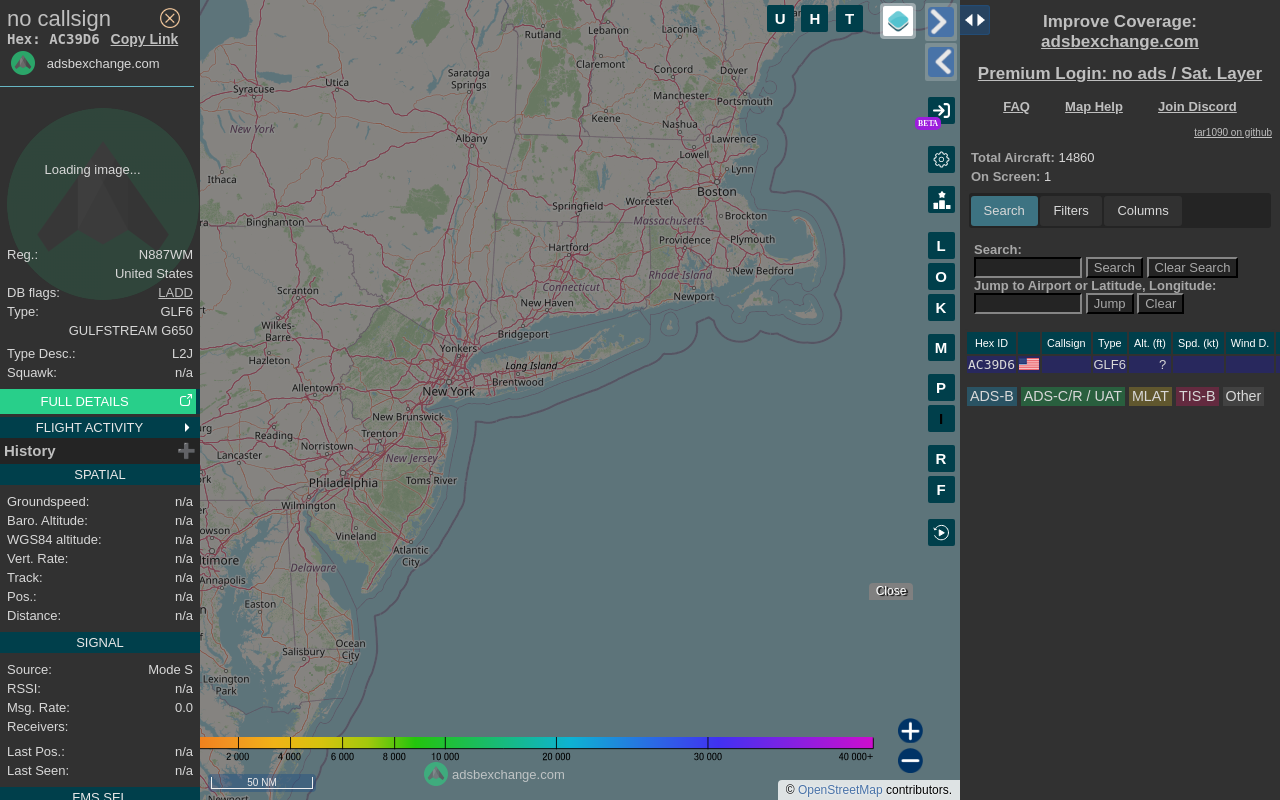 no callsign
Hex: AC39D6 Copy Link
adsbexchange.com
Loading image...
Reg.: N887WM
United States
DB flags: LADD
Type: GLF6
GULFSTREAM G650
Type Desc.: L2J
Squawk: n/a
FULL DETAILS
FLIGHT ACTIVITY
History
SPATIAL
Groundspeed: n/a
Baro. Altitude: n/a
WGS84 altitude: n/a
Vert. Rate: n/a
Track: n/a
Pos.: n/a
Distance: n/a
SIGNAL
Source: Mode S
RSSI: n/a
Msg. Rate: 0.0
Receivers:
Last Pos.: n/a
Last Seen: n/a
FMS SEL
Rutland
Lebanon
Laconia
Claremont
Concord
Dover
Saratoga
Springs
Utica
Syracuse
Manchester
Portsmouth
Keene
Nashua
New York
Albany
Lawrence
Lowell
Lynn
Ithaca
Boston
Worcester
Springfield
Binghamton
Massachusetts
Brockton
Providence
Plymouth
Hartford
Rhode Island
New Bedford
Connecticut
Newport
Scranton
New Haven
Wilkes-
Barre
Bridgeport
Yonkers
Hazleton
Long Island
Brentwood
Allentown
New York
New Brunswick
Reading
Trenton
Norristown
Lancaster
New Jersey
Philadelphia
Toms River
Wilmington
Vineland
Atlantic
City
Delaware
Annapolis
Easton
Ocean
City
Salisbury
Lexington
Park
Newport
U H T
BETA
L
O
K
M
P
I
R
F
Close
2 000 4 000 6 000 8 000 10 000 20 000 30 000 40 000+
50 NM
adsbexchange.com
© OpenStreetMap contributors.
Improve Coverage:
adsbexchange.com
Premium Login: no ads / Sat. Layer
FAQ Map Help Join Discord
tar1090 on github
Total Aircraft: 14860
On Screen: 1
Search Filters Columns
Search:
Search Clear Search
Jump to Airport or Latitude, Longitude:
Jump Clear
Hex ID Callsign Type Alt. (ft) Spd. (kt) Wind D.
AC39D6 GLF6 ?
ADS-B ADS-C/R / UAT MLAT TIS-B Other